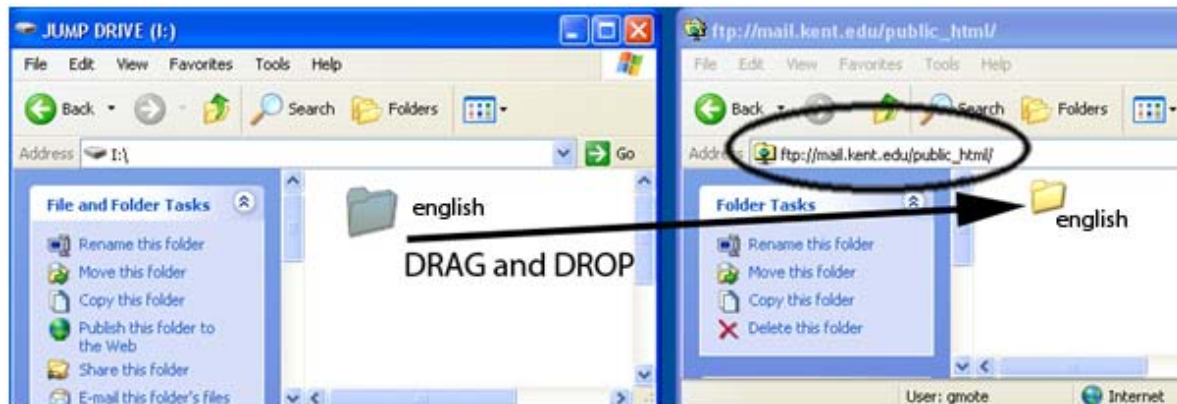 JUMP DRIVE (I:)
File Edit View Favorites Tools Help
Back Search Folders
Address I:\ Go
File and Folder Tasks
Rename this folder
Move this folder
Copy this folder
Publish this folder to
the Web
Share this folder
E-mail this folder's files
english
DRAG and DROP
ftp://mail.kent.edu/public_html/
File Edit View Favorites Tools Help
Back Search Folders
Address ftp://mail.kent.edu/public_html/
Folder Tasks
Rename this folder
Move this folder
Copy this folder
Delete this folder
english
User: gmote Internet